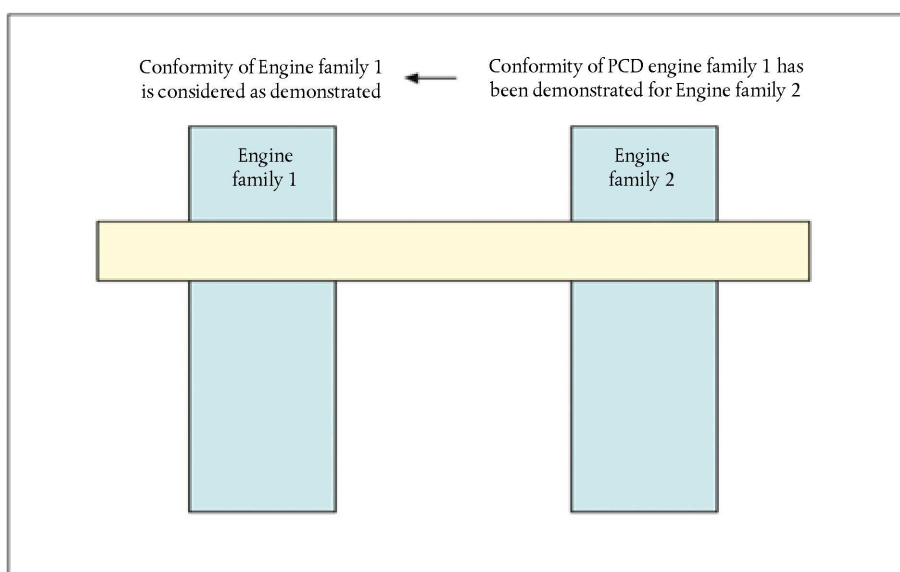 Conformity of Engine family 1
is considered as demonstrated
Conformity of PCD engine family 1 has
been demonstrated for Engine family 2
Engine
family 1
Engine
family 2